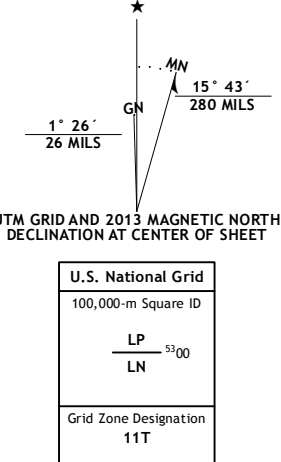 ★
MN
15° 43´
280 MILS
GN
1° 26´
26 MILS
UTM GRID AND 2013 MAGNETIC NORTH
DECLINATION AT CENTER OF SHEET
U.S. National Grid
100,000-m Square ID
LP
5300
LN
Grid Zone Designation
11T